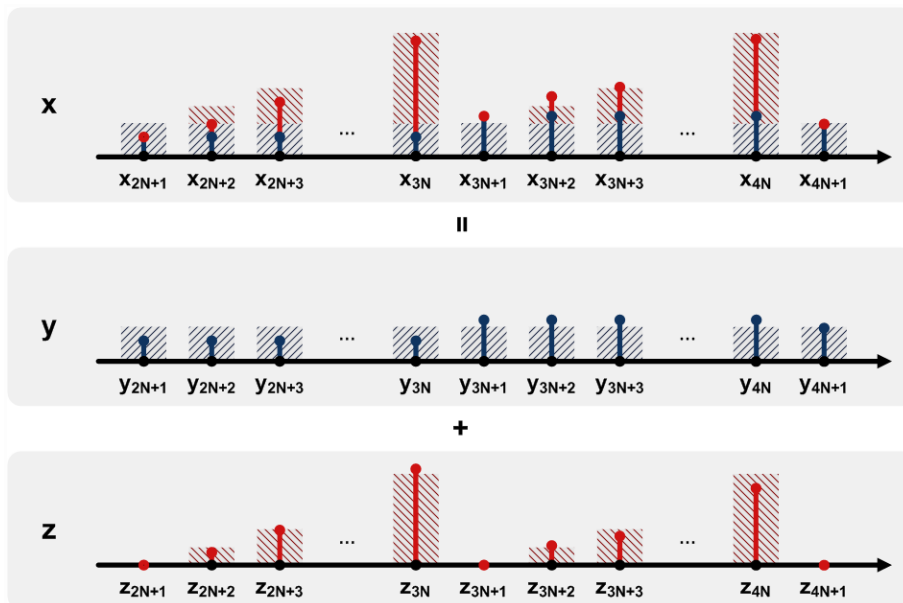 x
... ...
x2N+1 x2N+2 x2N+3 x3N x3N+1 x3N+2 x3N+3 x4N x4N+1
=
y
... ...
y2N+1 y2N+2 y2N+3 y3N y3N+1 y3N+2 y3N+3 y4N y4N+1
+
z
... ...
z2N+1 z2N+2 z2N+3 z3N z3N+1 z3N+2 z3N+3 z4N z4N+1